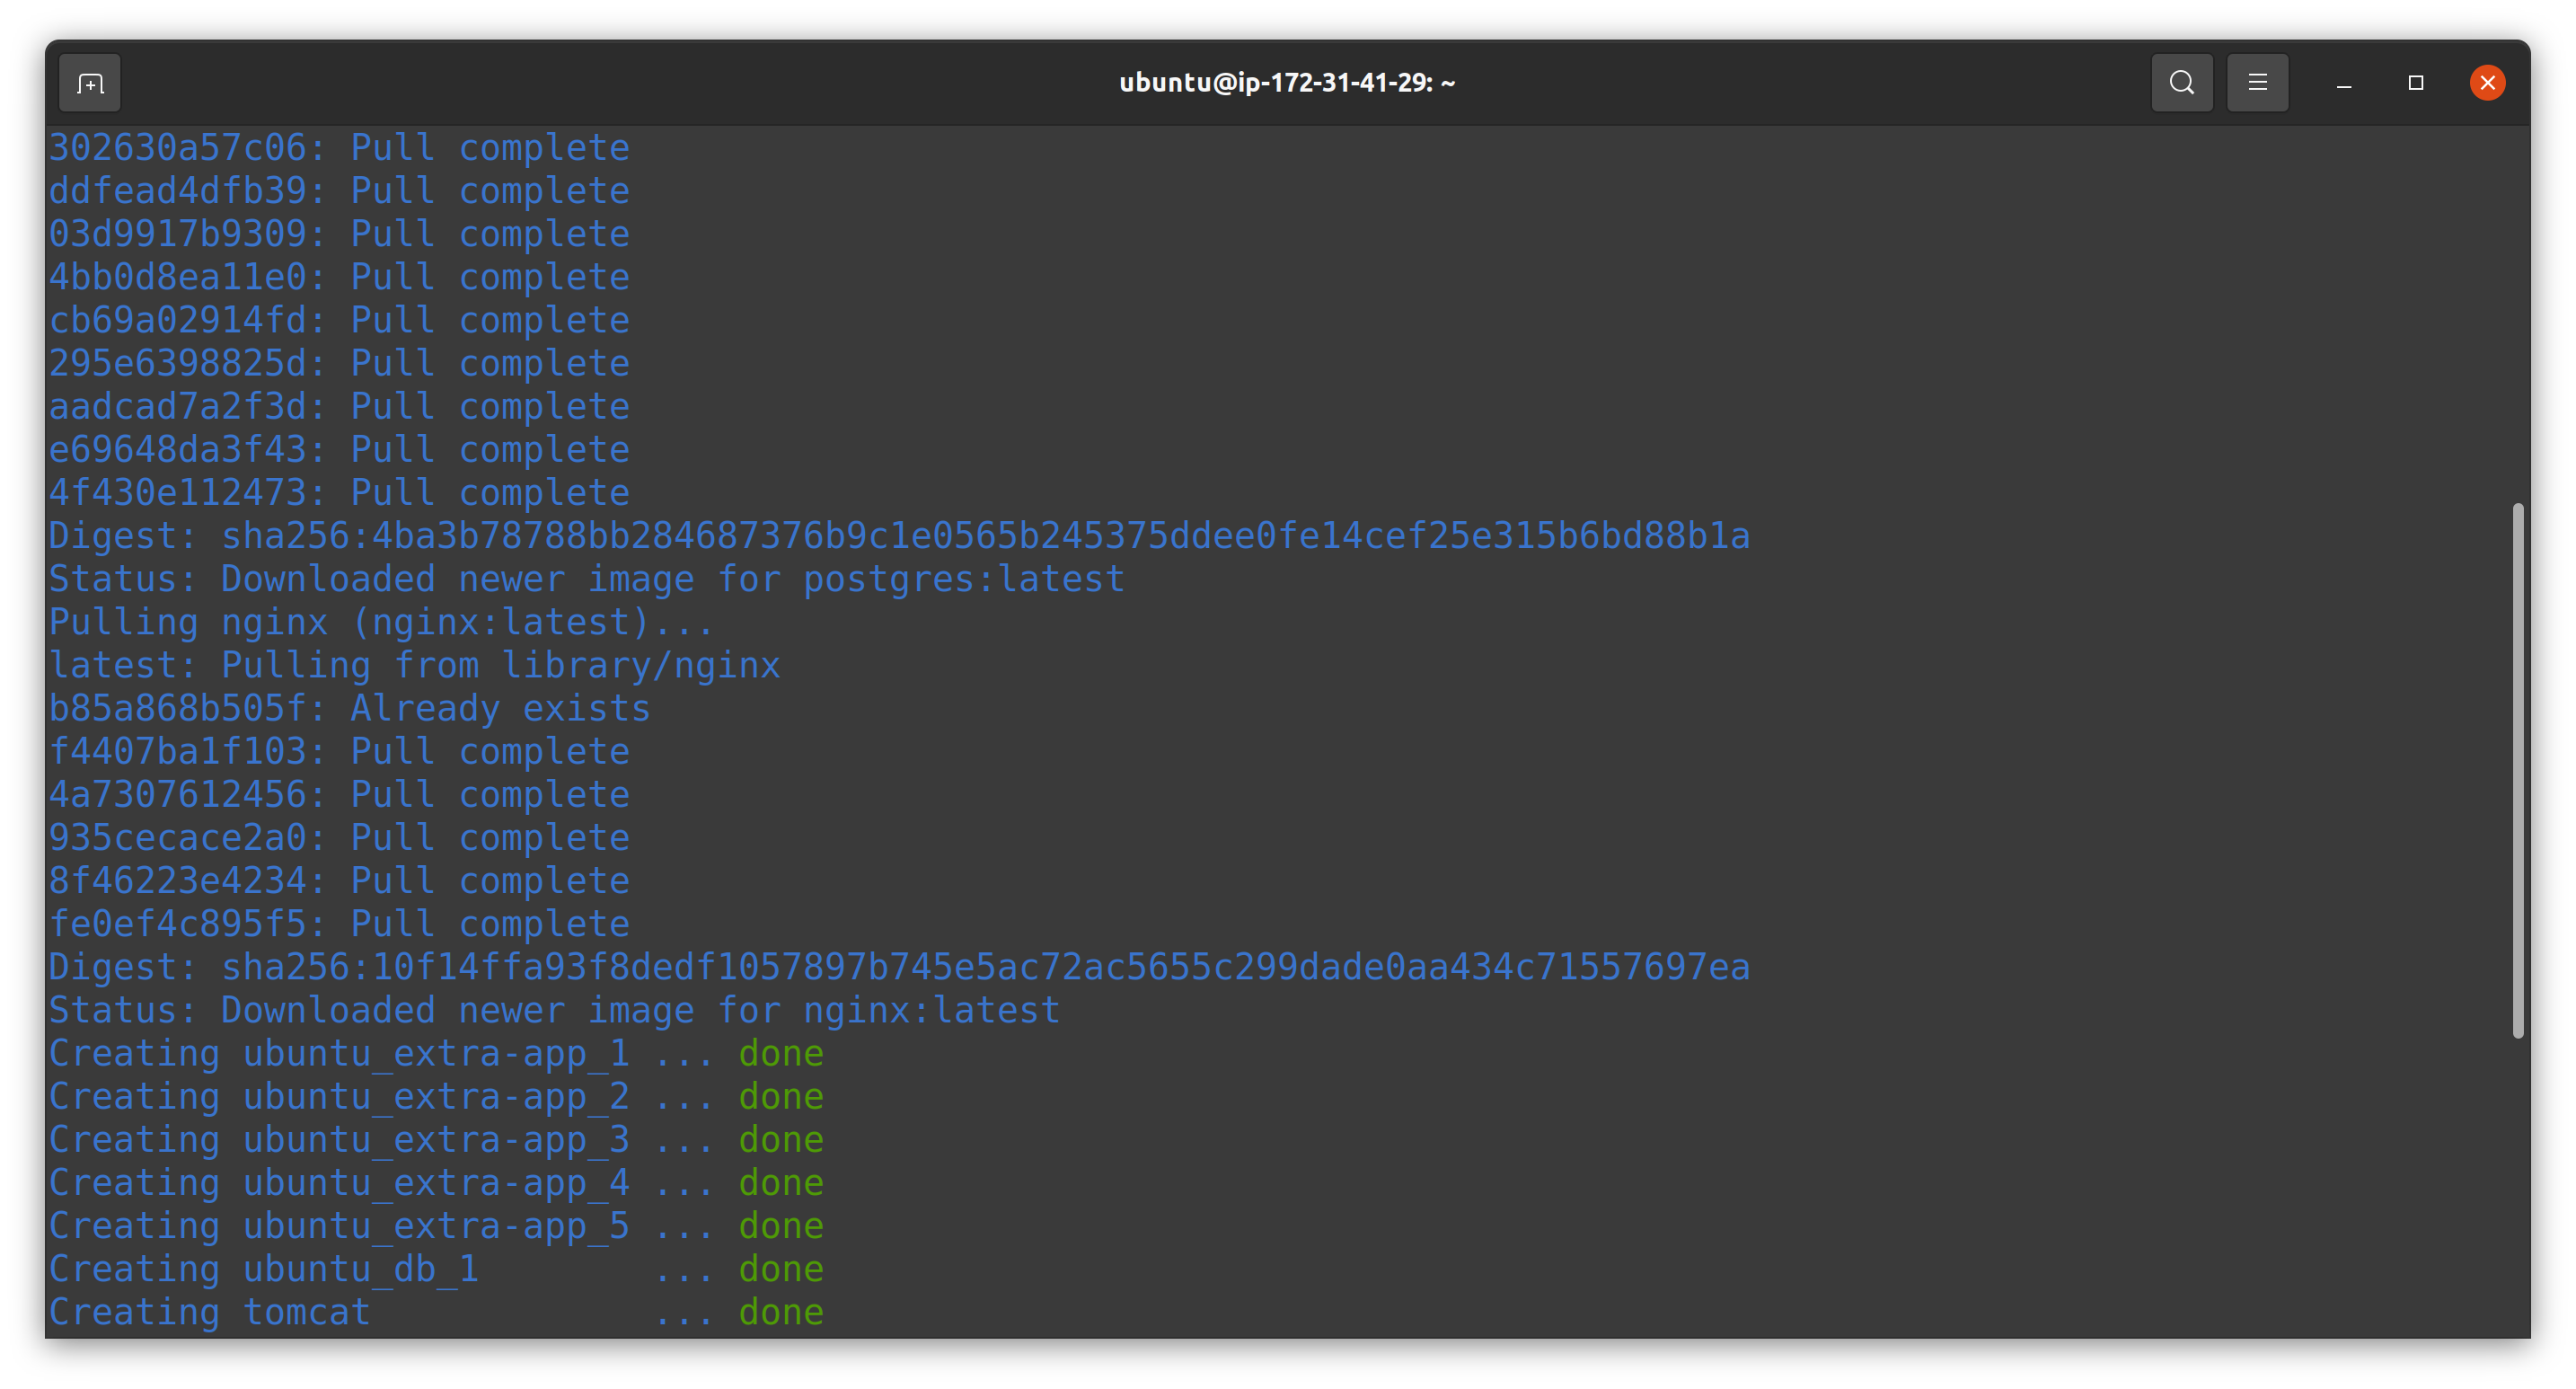 ubuntu@ip-172-31-41-29: ~
302630a57c06: Pull complete
ddfead4dfb39: Pull complete
03d9917b9309: Pull complete
4bb0d8ea11e0: Pull complete
cb69a02914fd: Pull complete
295e6398825d: Pull complete
aadcad7a2f3d: Pull complete
e69648da3f43: Pull complete
4f430e112473: Pull complete
Digest: sha256:4ba3b78788bb284687376b9c1e0565b245375ddee0fe14cef25e315b6bd88b1a
Status: Downloaded newer image for postgres:latest
Pulling nginx (nginx:latest)...
latest: Pulling from library/nginx
b85a868b505f: Already exists
f4407ba1f103: Pull complete
4a7307612456: Pull complete
935cecace2a0: Pull complete
8f46223e4234: Pull complete
fe0ef4c895f5: Pull complete
Digest: sha256:10f14ffa93f8dedf1057897b745e5ac72ac5655c299dade0aa434c71557697ea
Status: Downloaded newer image for nginx:latest
Creating ubuntu_extra-app_1 ... done
Creating ubuntu_extra-app_2 ... done
Creating ubuntu_extra-app_3 ... done
Creating ubuntu_extra-app_4 ... done
Creating ubuntu_extra-app_5 ... done
Creating ubuntu_db_1        ... done
Creating tomcat             ... done